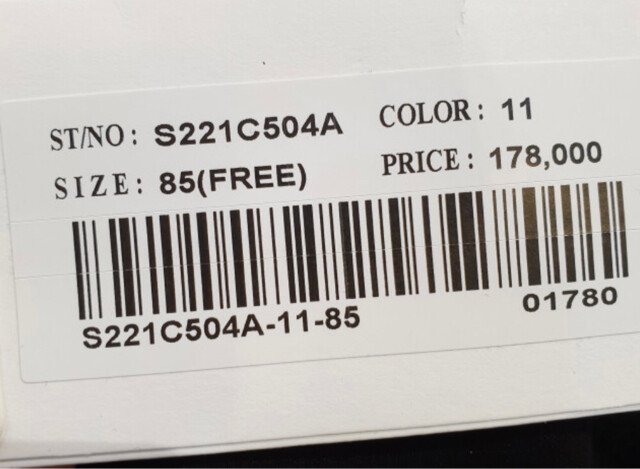 ST/NO: S221C504A COLOR: 11
SIZE: 85(FREE) PRICE: 178,000
S221C504A-11-85 01780